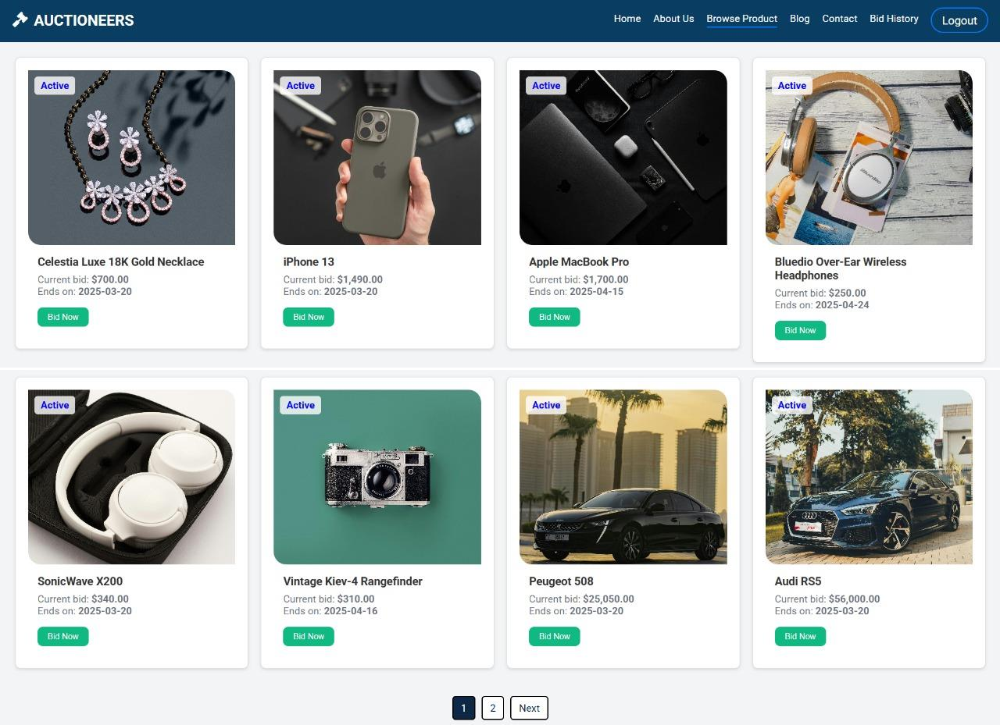 AUCTIONEERS
Home About Us Browse Product Blog Contact Bid History Logout
Active
Celestia Luxe 18K Gold Necklace
Current bid: $700.00
Ends on: 2025-03-20
Bid Now
Active
iPhone 13
Current bid: $1,490.00
Ends on: 2025-03-20
Bid Now
Active
Apple MacBook Pro
Current bid: $1,700.00
Ends on: 2025-04-15
Bid Now
Active
Bluedio
Bluedio Over-Ear Wireless
Headphones
Current bid: $250.00
Ends on: 2025-04-24
Bid Now
Active
SonicWave X200
Current bid: $340.00
Ends on: 2025-03-20
Bid Now
Active
Vintage Kiev-4 Rangefinder
Current bid: $310.00
Ends on: 2025-04-16
Bid Now
Active
Peugeot 508
Current bid: $25,050.00
Ends on: 2025-03-20
Bid Now
Active
Audi RS5
Current bid: $56,000.00
Ends on: 2025-03-20
Bid Now
1 2 Next